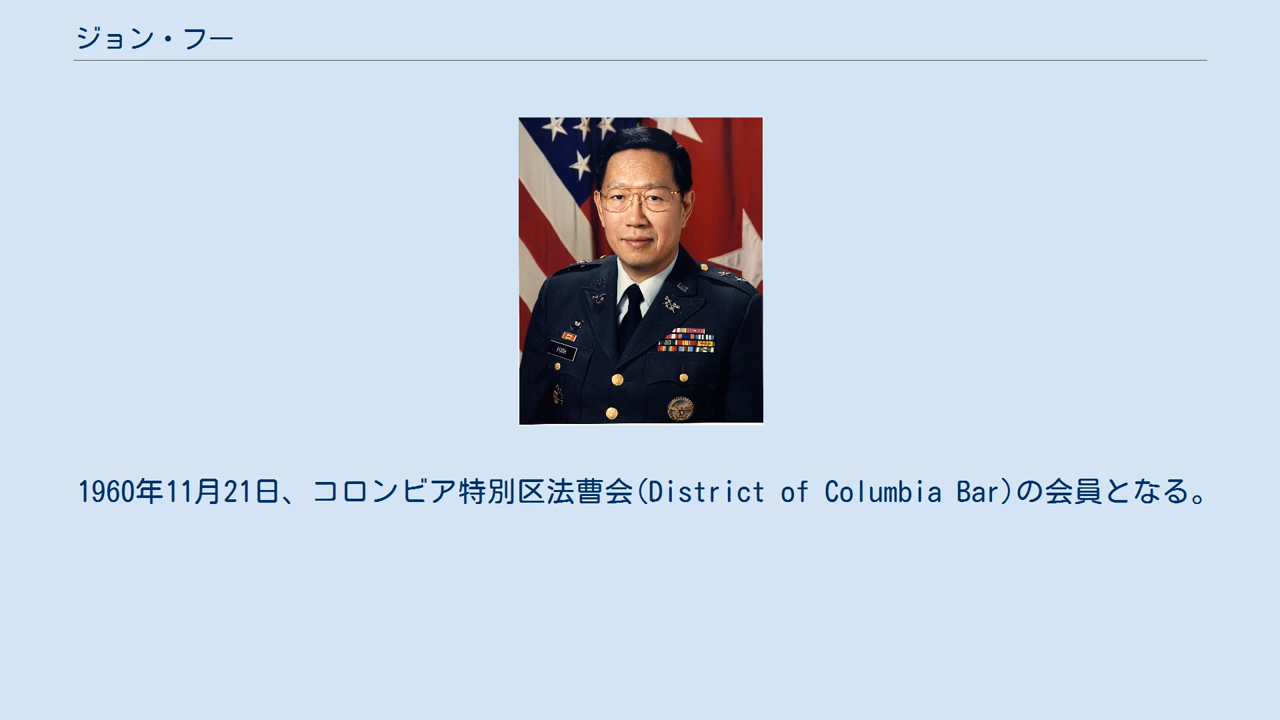 ジョン・フー
1960年11月21日、コロンビア特別区法曹会(District of Columbia Bar)の会員となる。